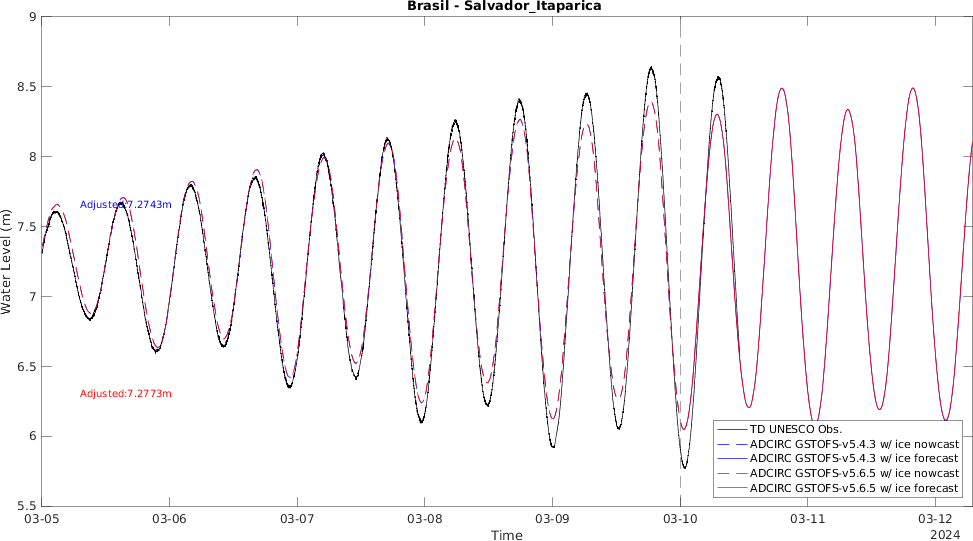 Brasil - Salvador_Itaparica
9
8.5
8
7.5
7
6.5
6
5.5
Water Level (m)
Adjusted:7.2743m
Adjusted:7.2773m
TD UNESCO Obs.
ADCIRC GSTOFS-v5.4.3 w/ ice nowcast
ADCIRC GSTOFS-v5.4.3 w/ ice forecast
ADCIRC GSTOFS-v5.6.5 w/ ice nowcast
ADCIRC GSTOFS-v5.6.5 w/ ice forecast
03-05 03-06 03-07 03-08 03-09 03-10 03-11 03-12
Time
2024